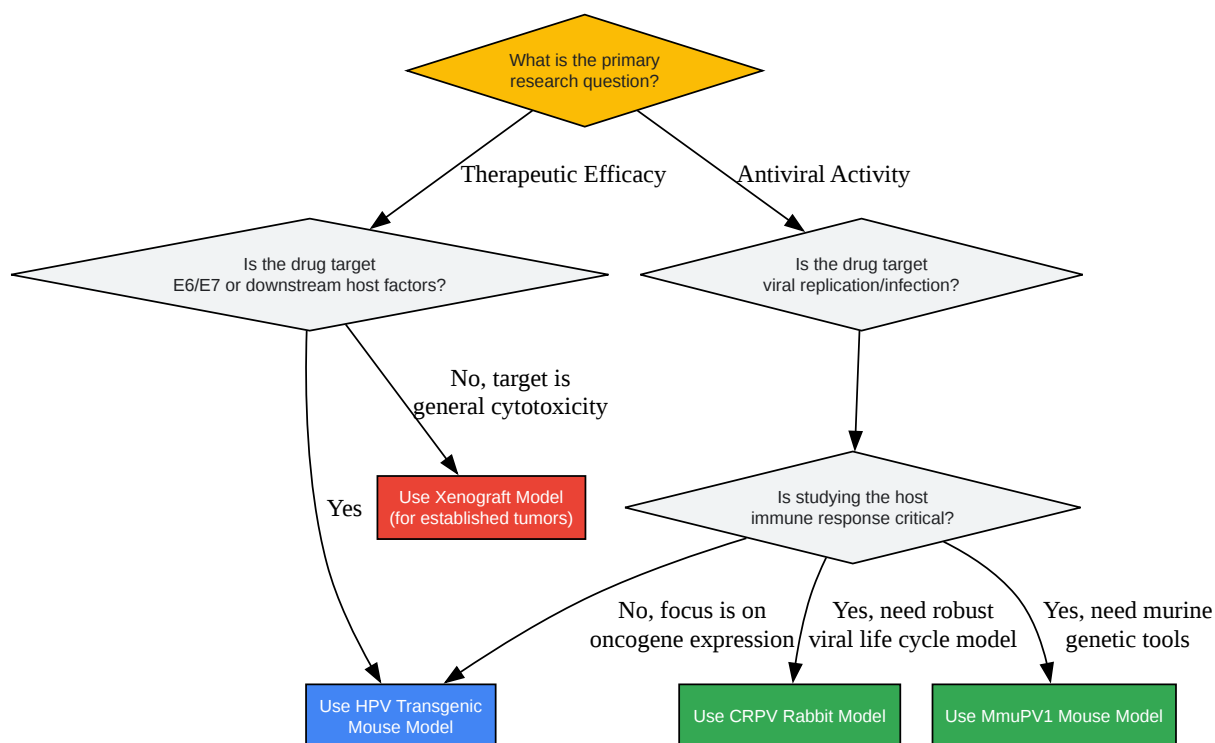 What is the primary
research question?
Therapeutic Efficacy
Antiviral Activity
Is the drug target
E6/E7 or downstream host factors?
Is the drug target
viral replication/infection?
No, target is
general cytotoxicity
Yes
Use Xenograft Model
(for established tumors)
Is studying the host
immune response critical?
No, focus is on
oncogene expression
Yes, need robust
viral life cycle model
Yes, need murine
genetic tools
Use HPV Transgenic
Mouse Model
Use CRPV Rabbit Model
Use MmuPV1 Mouse Model